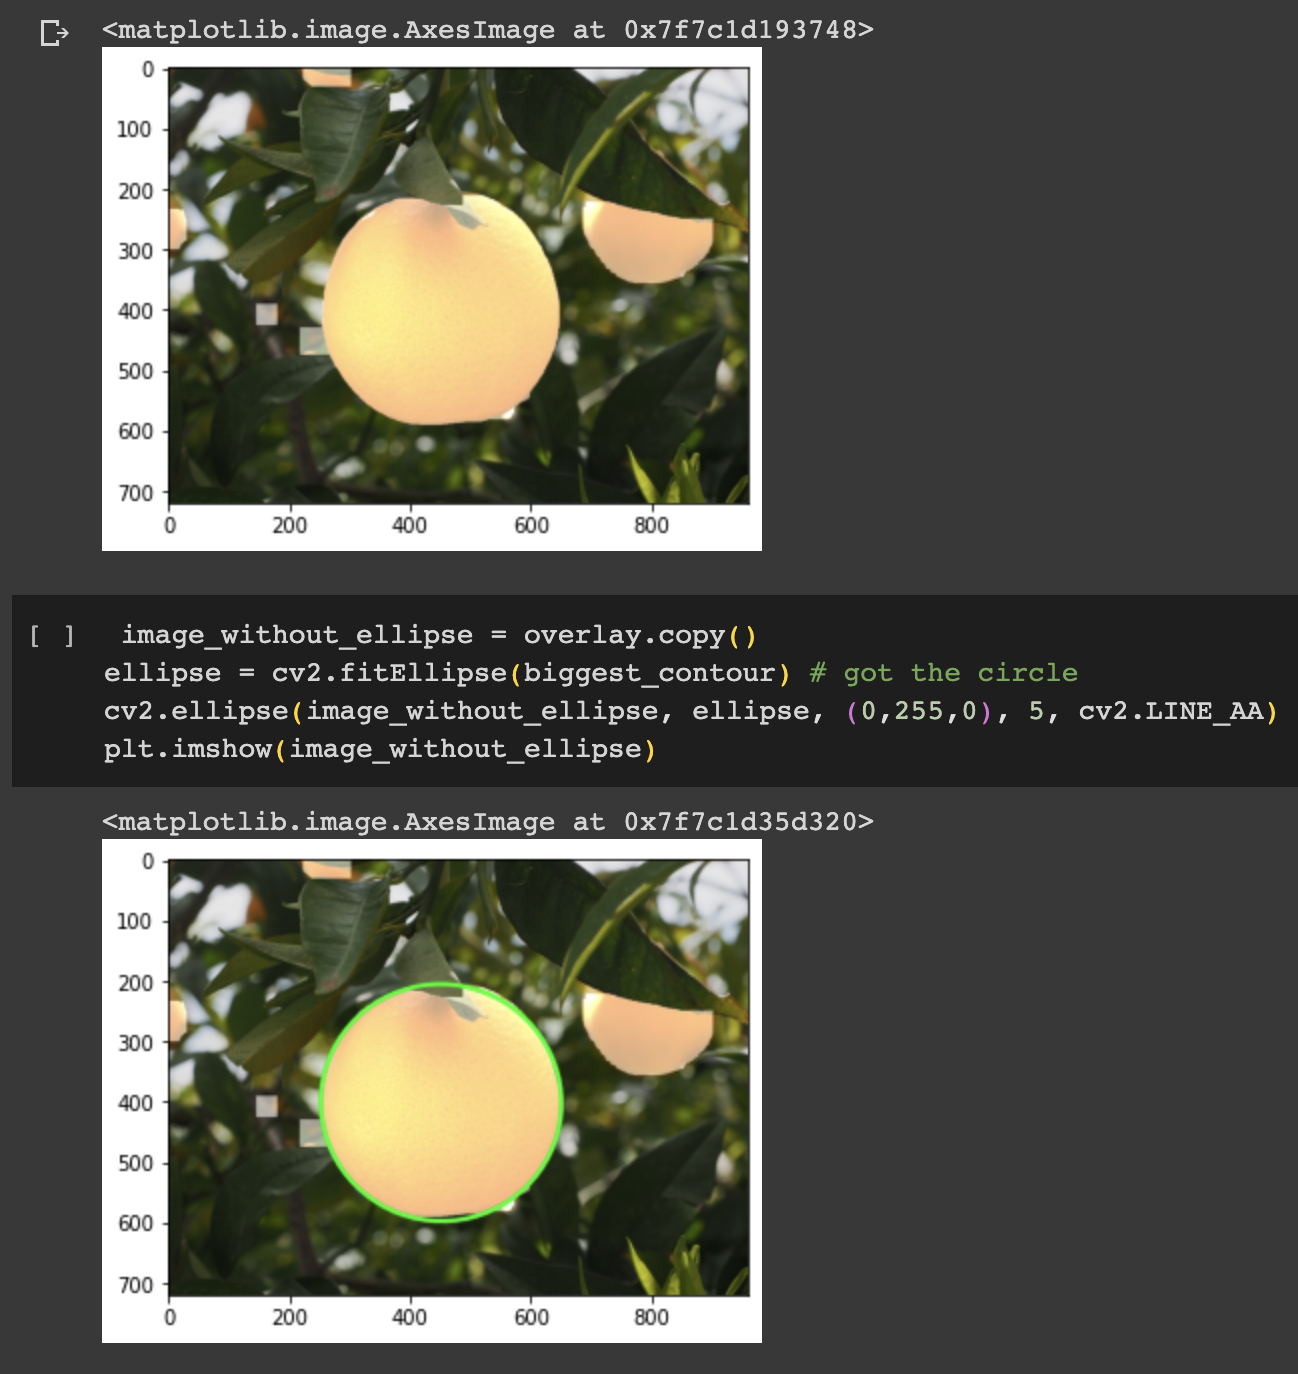 <matplotlib.image.AxesImage at 0x7f7c1d193748>
0
100
200
300
400
500
600
700
0 200 400 600 800
[ ] image_without_ellipse = overlay.copy()
ellipse = cv2.fitEllipse(biggest_contour) # got the circle
cv2.ellipse(image_without_ellipse, ellipse, (0,255,0), 5, cv2.LINE_AA)
plt.imshow(image_without_ellipse)
<matplotlib.image.AxesImage at 0x7f7c1d35d320>
0
100
200
300
400
500
600
700
0 200 400 600 800